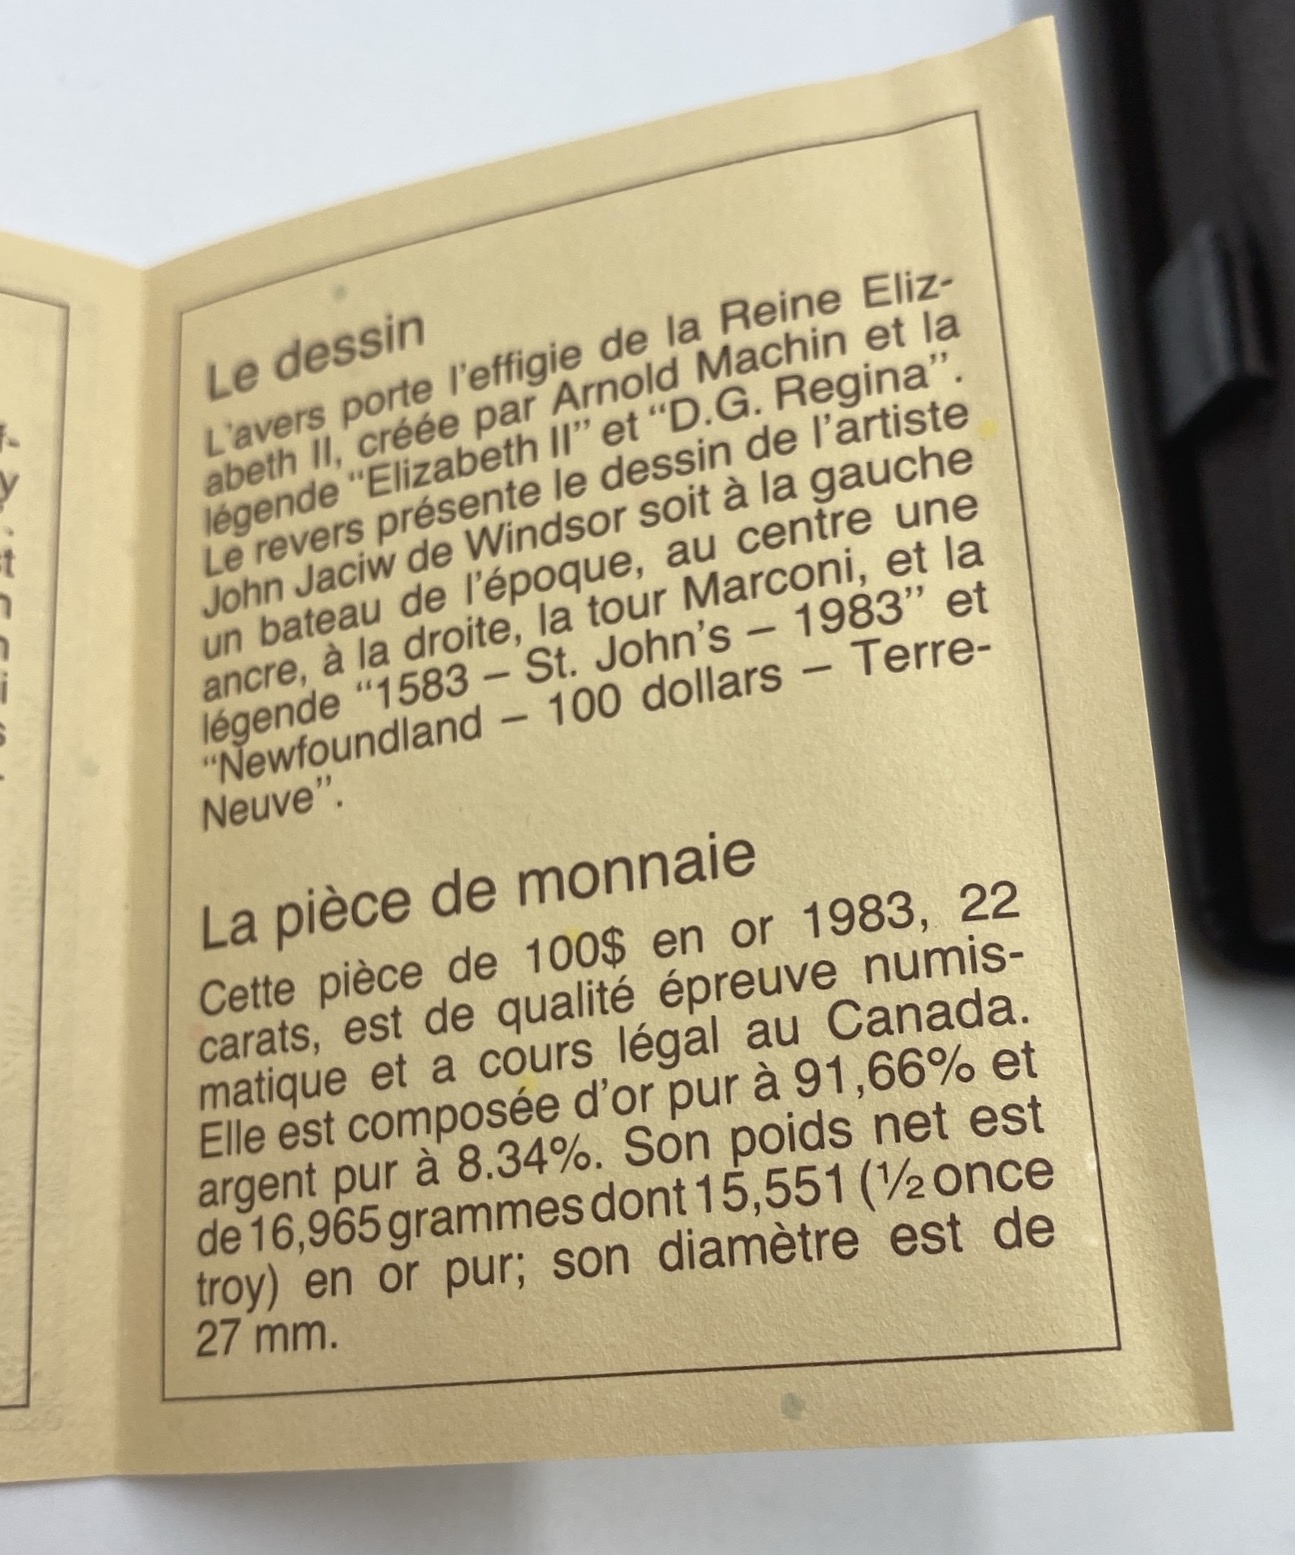 Le dessin
L'avers porte l'effigie de la Reine Eliz-
abeth II, créée par Arnold Machin et la
légende "Elizabeth II" et "D.G. Regina".
Le revers présente le dessin de l'artiste
John Jaciw de Windsor soit à la gauche
un bateau de l'époque, au centre une
ancre, à la droite, la tour Marconi, et la
légende "1583 – St. John's – 1983" et
"Newfoundland – 100 dollars – Terre-
Neuve".
La pièce de monnaie
Cette pièce de 100$ en or 1983, 22
carats, est de qualité épreuve numis-
matique et a cours légal au Canada.
Elle est composée d'or pur à 91,66% et
argent pur à 8.34%. Son poids net est
de 16,965 grammes dont 15,551 (½ once
troy) en or pur; son diamètre est de
27 mm.